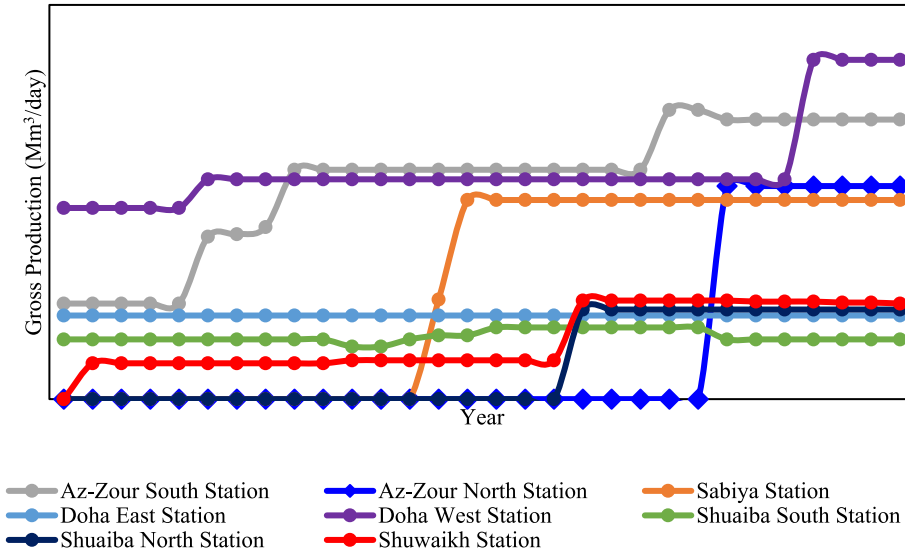 Gross Production (Mm³/day)
Year
Az-Zour South Station
Az-Zour North Station
Sabiya Station
Doha East Station
Doha West Station
Shuaiba South Station
Shuaiba North Station
Shuwaikh Station